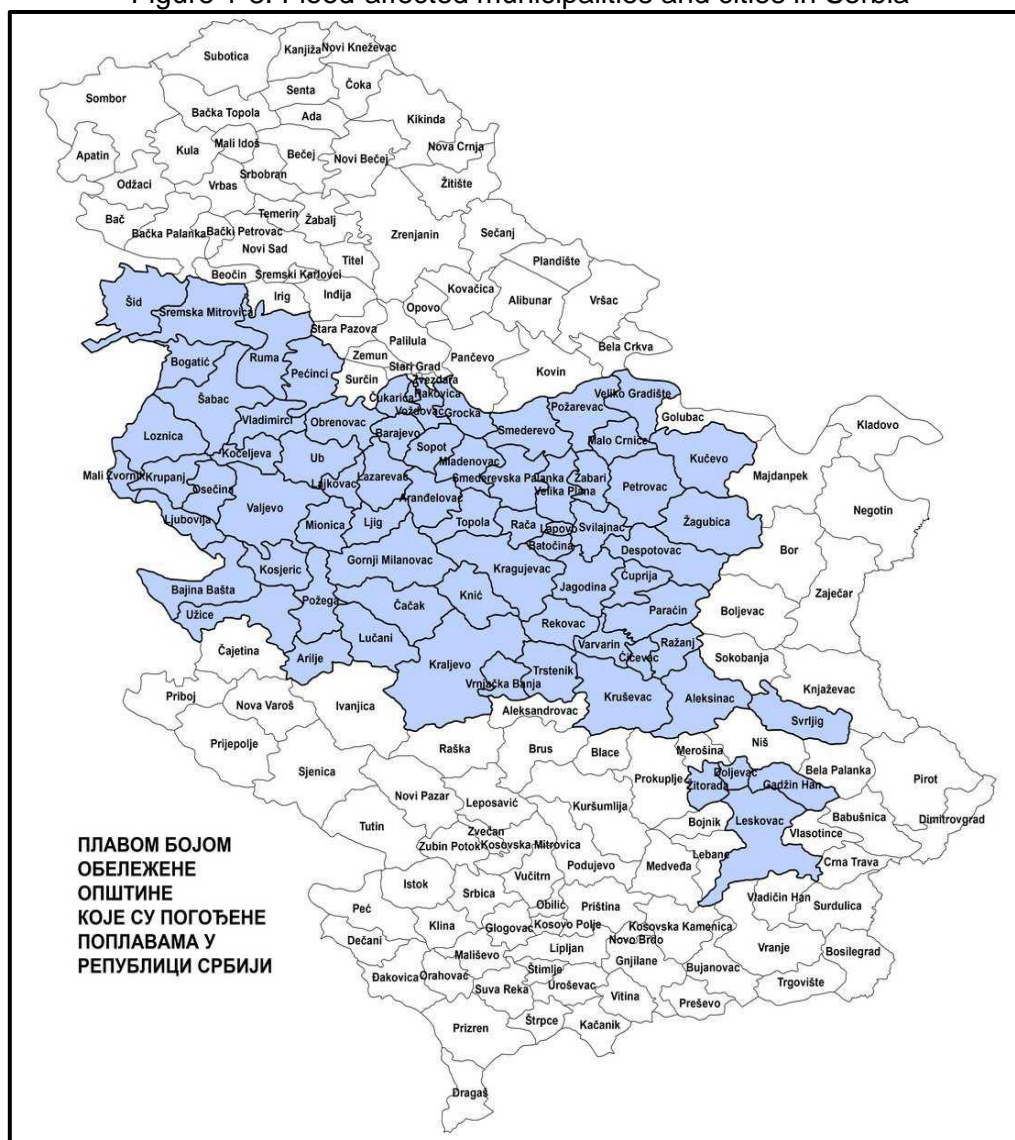 Figure 1-3: Flood-affected municipalities and cities in Serbia
Subotica
Kanjiža
Novi Kneževac
Sombor
Senta
Čoka
Bačka Topola
Ada
Kikinda
Apatin
Kula
Mali Idoš
Bečej
Novi Bečej
Nova Crnja
Odžaci
Vrbas
Srbobran
Žitište
Bač
Bačka Palanka
Bački Petrovac
Temerin
Žabalj
Zrenjanin
Sečanj
Novi Sad
Titel
Plandište
Beočin
Sremski Karlovci
Kovačica
Alibunar
Vršac
Šid
Sremska Mitrovica
Irig
Inđija
Opovo
Stara Pazova
Palilula
Bela Crkva
Bogatić
Ruma
Pećinci
Zemun
Stari Grad
Pančevo
Kovin
Surčin
Zvezdara
Čukarica
Rakovica
Voždovac
Grocka
Veliko Gradište
Požarevac
Golubac
Kladovo
Šabac
Vladimirci
Obrenovac
Barajevo
Sopot
Smederevo
Malo Crniće
Kučevo
Majdanpek
Loznica
Koceljeva
Ub
Lazarevac
Mladenovac
Smederevska Palanka
Žabari
Petrovac
Negotin
Mali Zvornik
Krupanj
Osečina
Lajkovac
Aranđelovac
Velika Plana
Ljubovija
Valjevo
Mionica
Ljig
Topola
Rača
Lapovo
Svilajnac
Žagubica
Bor
Batočina
Despotovac
Kosjeric
Gornji Milanovac
Kragujevac
Zaječar
Bajina Bašta
Požega
Čačak
Knić
Jagodina
Ćuprija
Boljevac
Užice
Lučani
Rekovac
Paraćin
Čajetina
Arilje
Kraljevo
Varvarin
Ćićevac
Ražanj
Sokobanja
Trstenik
Vrnjačka Banja
Kruševac
Aleksinac
Knjaževac
Priboj
Nova Varoš
Ivanjica
Aleksandrovac
Svrljig
Prijepolje
Raška
Brus
Blace
Merošina
Niš
Sjenica
Prokuplje
Doljevac
Bela Palanka
Pirot
Novi Pazar
Leposavić
Kuršumlija
Žitorađa
Gadžin Han
Tutin
Zvečan
Bojnik
Leskovac
Babušnica
Dimitrovgrad
Zubin Potok
Kosovska Mitrovica
Vlasotince
Podujevo
Medveđa
Lebane
Crna Trava
Istok
Vučitrn
Srbica
Vladičin Han
Surdulica
Peć
Obilić
Priština
Klina
Glogovac
Kosovo Polje
Kosovska Kamenica
Dečani
Novo Brdo
Vranje
Bosilegrad
Mališevo
Lipljan
Gnjilane
Đakovica
Orahovac
Štimlje
Bujanovac
Trgovište
Suva Reka
Uroševac
Vitina
Preševo
Prizren
Štrpce
Kačanik
Dragaš
ПЛАВОМ БОЈОМ
ОБЕЛЕЖЕНЕ
ОПШТИНЕ
КОЈЕ СУ ПОГОЂЕНЕ
ПОПЛАВАМА У
РЕПУБЛИЦИ СРБИЈИ